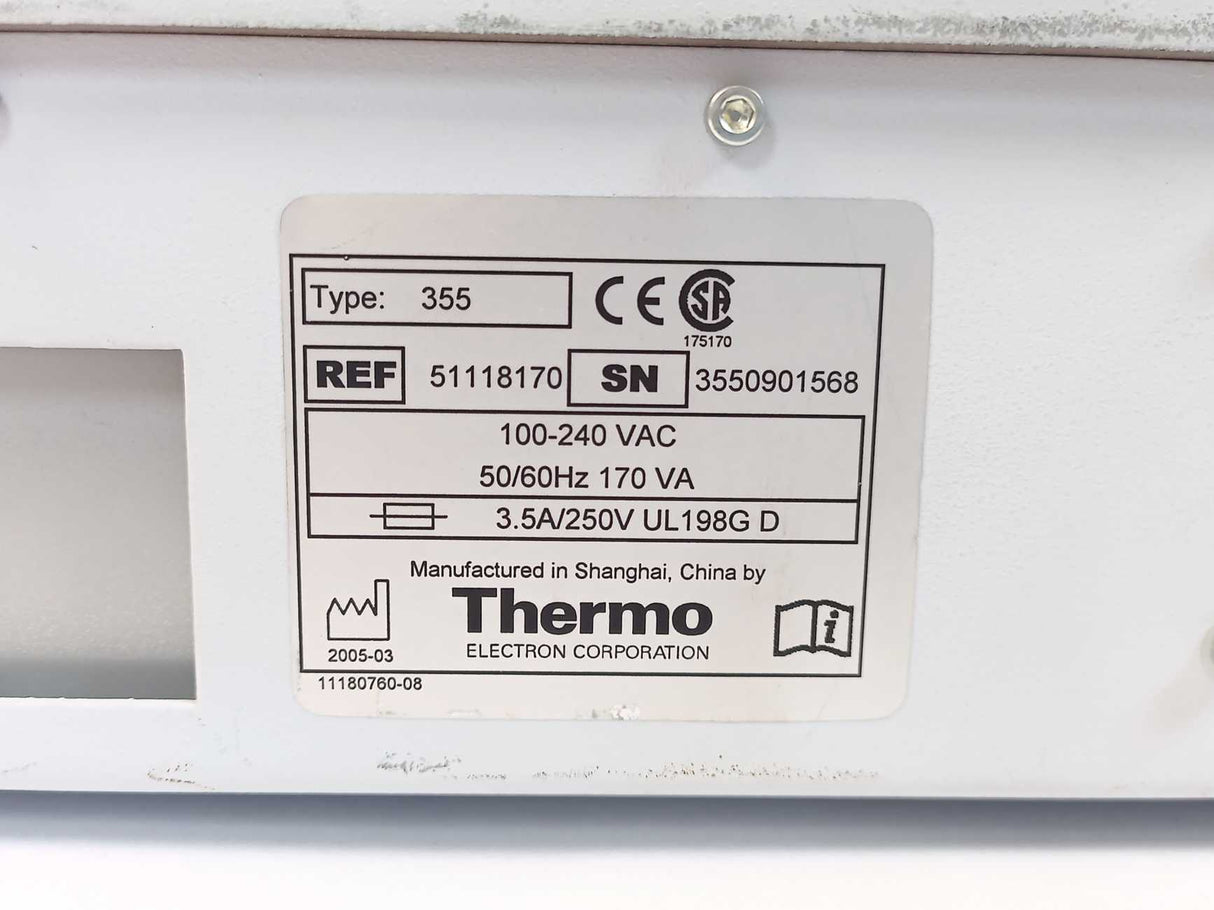 Type: 355 CE SA
175170
REF 51118170 SN 3550901568
100-240 VAC
50/60Hz 170 VA
3.5A/250V UL198G D
Manufactured in Shanghai, China by
Thermo
ELECTRON CORPORATION
i
2005-03
11180760-08